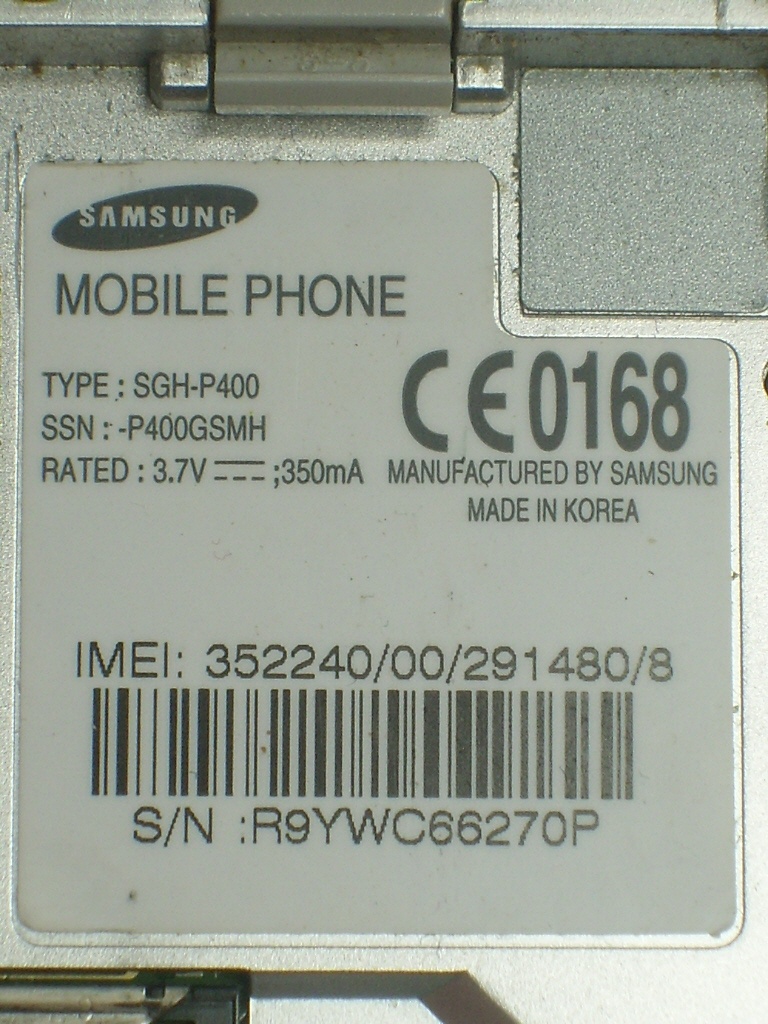 SAMSUNG
MOBILE PHONE
TYPE : SGH-P400
SSN : -P400GSMH
RATED : 3.7V ⎓ ;350mA
CE0168
MANUFACTURED BY SAMSUNG
MADE IN KOREA
IMEI: 352240/00/291480/8
S/N :R9YWC66270P